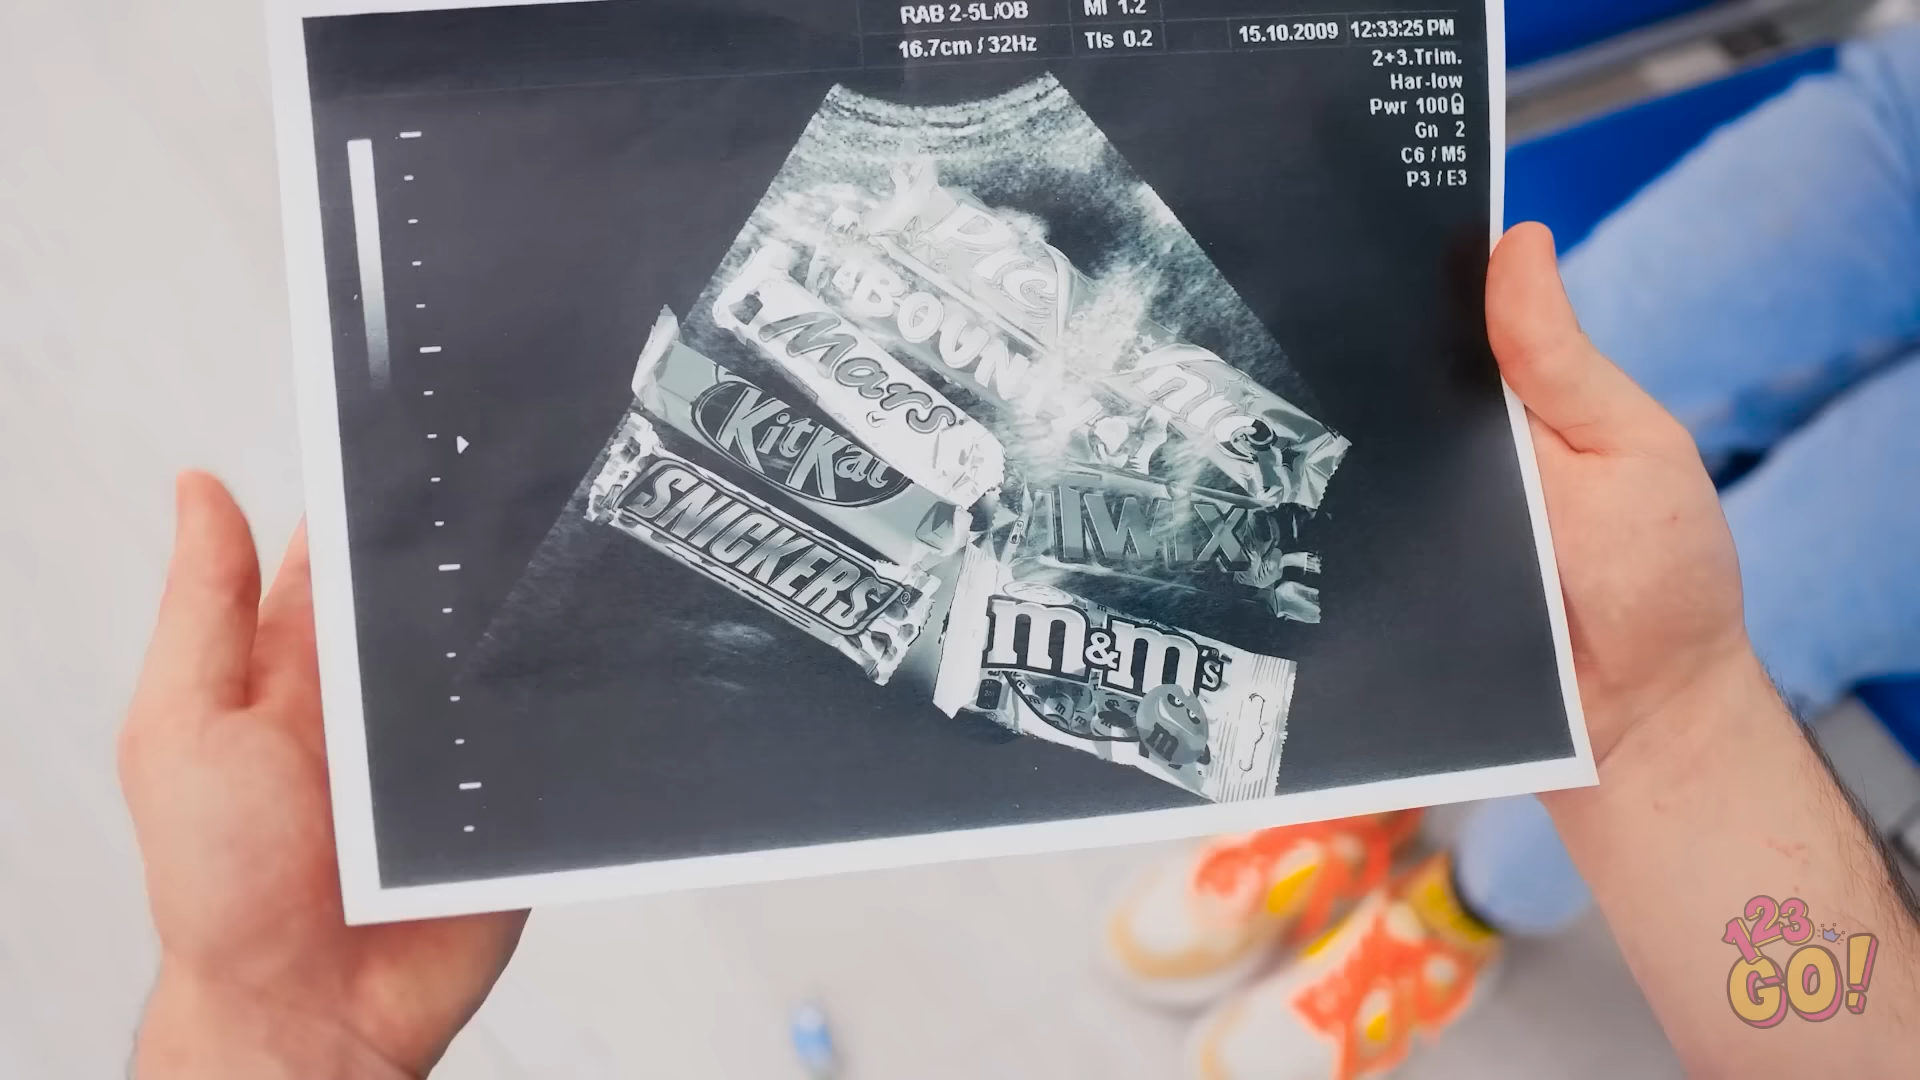 RAB 2-5L/OB
MI 1.2
16.7cm / 32Hz
TIs 0.2
15.10.2009 12:33:25 PM
2+3.Trim.
Har-low
Pwr 100
Gn 2
C6 / M5
P3 / E3
Picnic
BOUNTY
Mars
KitKat
Twix
SNICKERS
m&m's
123
GO!